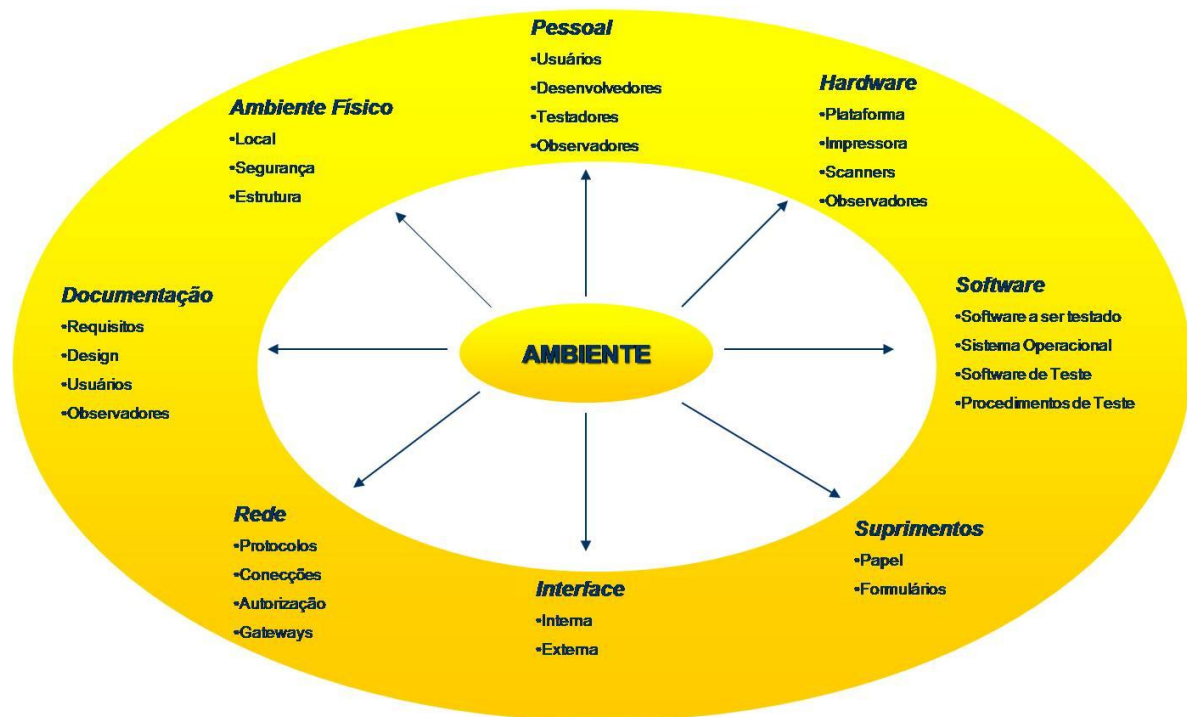 Pessoal
•Usuários
•Desenvolvedores
•Testadores
•Observadores
Hardware
•Plataforma
•Impressora
•Scanners
•Observadores
Ambiente Físico
•Local
•Segurança
•Estrutura
Documentação
•Requisitos
•Design
•Usuários
•Observadores
AMBIENTE
Software
•Software a ser testado
•Sistema Operacional
•Software de Teste
•Procedimentos de Teste
Rede
•Protocolos
•Conecções
•Autorização
•Gateways
Interface
•Interna
•Externa
Suprimentos
•Papel
•Formulários